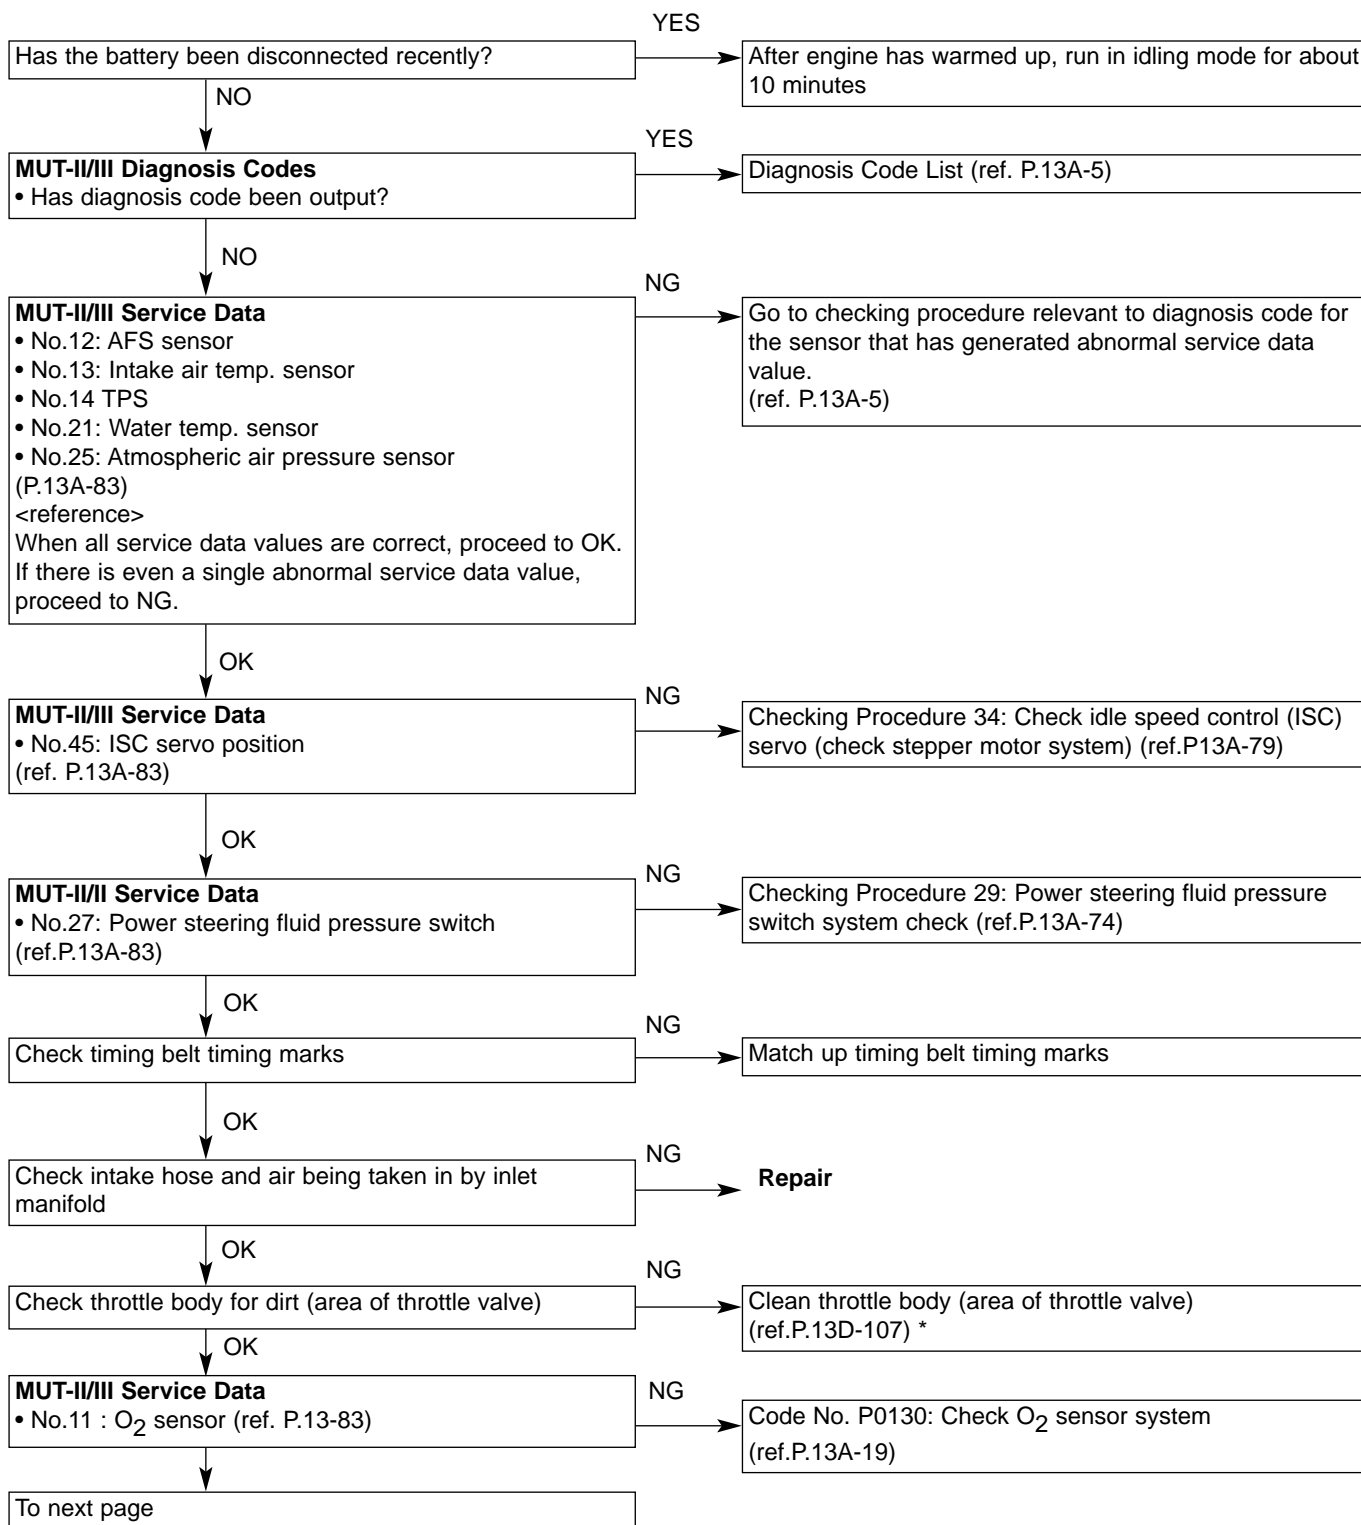 YES
Has the battery been disconnected recently?
After engine has warmed up, run in idling mode for about
10 minutes
NO
YES
MUT-II/III Diagnosis Codes
• Has diagnosis code been output?
Diagnosis Code List (ref. P.13A-5)
NO
NG
MUT-II/III Service Data
• No.12: AFS sensor
• No.13: Intake air temp. sensor
• No.14 TPS
• No.21: Water temp. sensor
• No.25: Atmospheric air pressure sensor
(P.13A-83)
<reference>
When all service data values are correct, proceed to OK.
If there is even a single abnormal service data value,
proceed to NG.
Go to checking procedure relevant to diagnosis code for
the sensor that has generated abnormal service data
value.
(ref. P.13A-5)
OK
NG
MUT-II/III Service Data
• No.45: ISC servo position
(ref. P.13A-83)
Checking Procedure 34: Check idle speed control (ISC)
servo (check stepper motor system) (ref.P13A-79)
OK
NG
MUT-II/II Service Data
• No.27: Power steering fluid pressure switch
(ref.P.13A-83)
Checking Procedure 29: Power steering fluid pressure
switch system check (ref.P.13A-74)
OK
NG
Check timing belt timing marks
Match up timing belt timing marks
OK
NG
Check intake hose and air being taken in by inlet
manifold
Repair
OK
NG
Check throttle body for dirt (area of throttle valve)
Clean throttle body (area of throttle valve)
(ref.P.13D-107) *
OK
NG
MUT-II/III Service Data
• No.11 : O2 sensor (ref. P.13-83)
Code No. P0130: Check O2 sensor system
(ref.P.13A-19)
To next page